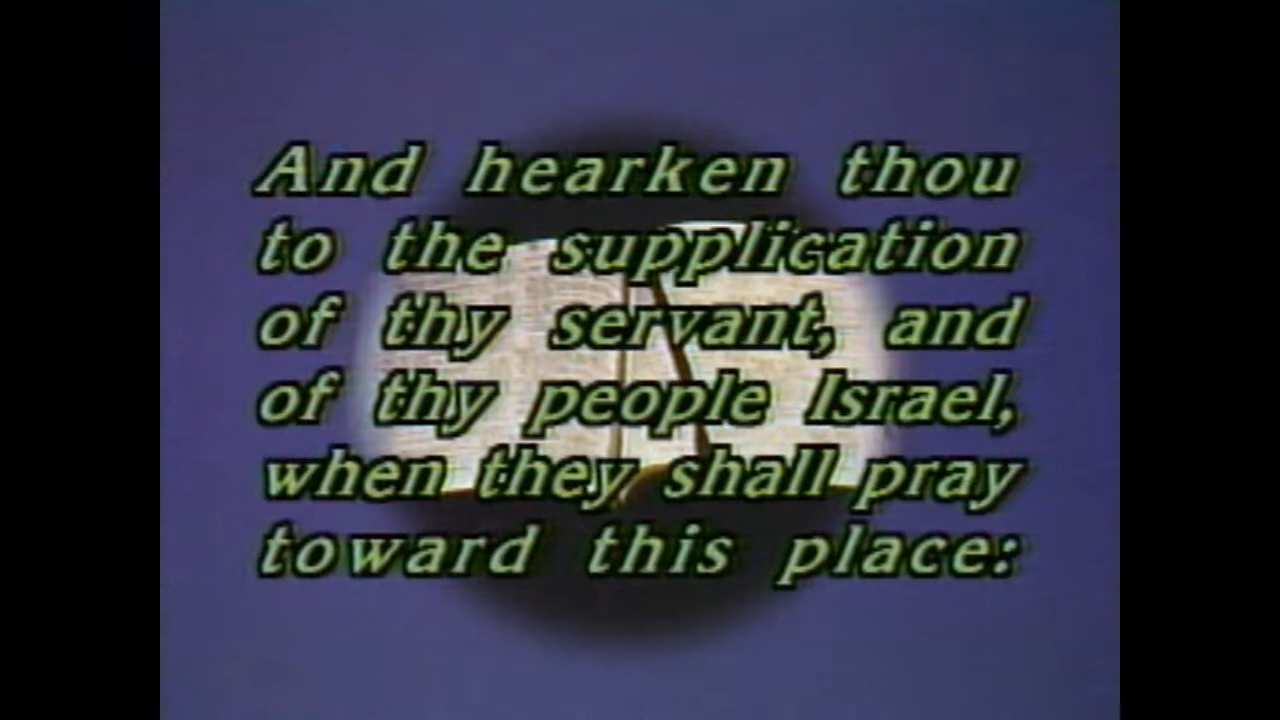 And hearken thou
to the supplication
of thy servant, and
of thy people Israel,
when they shall pray
toward this place: